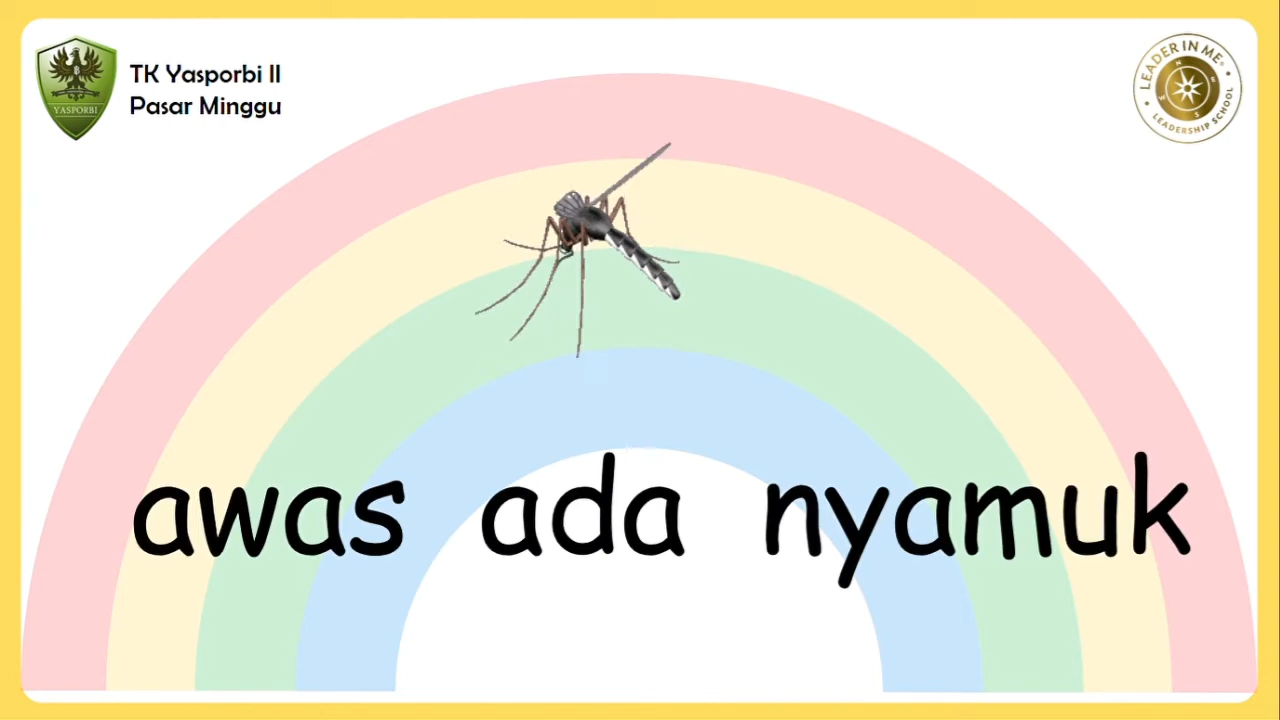 TK Yasporbi II
Pasar Minggu
YASPORBI
LEADER IN ME
LEADERSHIP SCHOOL
awas ada nyamuk